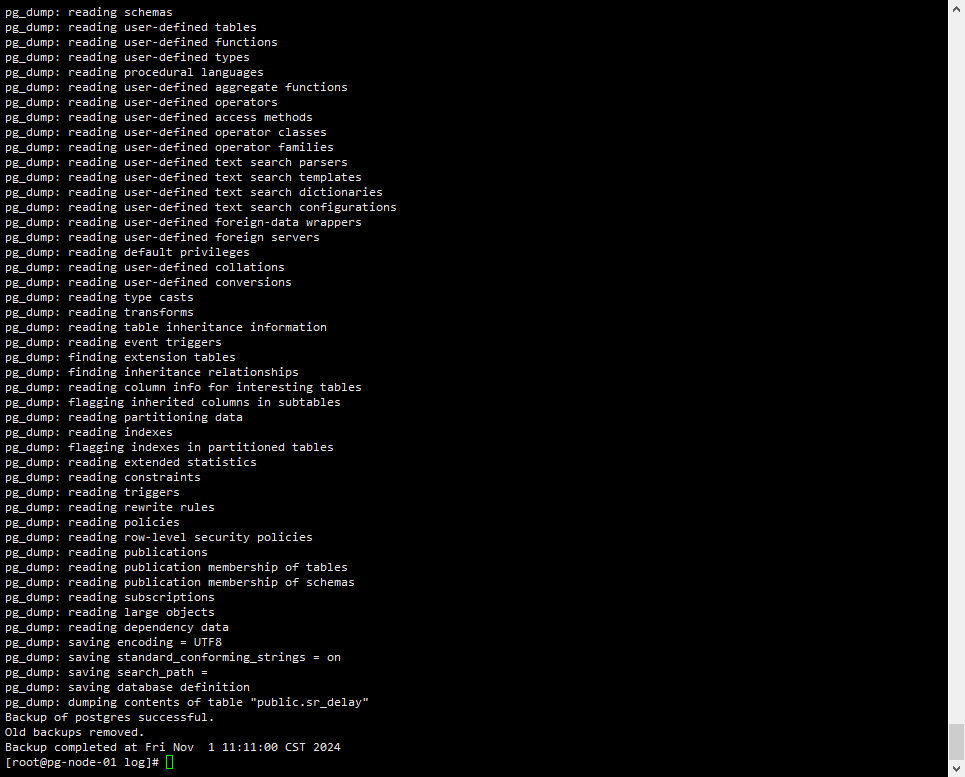 pg_dump: reading schemas
pg_dump: reading user-defined tables
pg_dump: reading user-defined functions
pg_dump: reading user-defined types
pg_dump: reading procedural languages
pg_dump: reading user-defined aggregate functions
pg_dump: reading user-defined operators
pg_dump: reading user-defined access methods
pg_dump: reading user-defined operator classes
pg_dump: reading user-defined operator families
pg_dump: reading user-defined text search parsers
pg_dump: reading user-defined text search templates
pg_dump: reading user-defined text search dictionaries
pg_dump: reading user-defined text search configurations
pg_dump: reading user-defined foreign-data wrappers
pg_dump: reading user-defined foreign servers
pg_dump: reading default privileges
pg_dump: reading user-defined collations
pg_dump: reading user-defined conversions
pg_dump: reading type casts
pg_dump: reading transforms
pg_dump: reading table inheritance information
pg_dump: reading event triggers
pg_dump: finding extension tables
pg_dump: finding inheritance relationships
pg_dump: reading column info for interesting tables
pg_dump: flagging inherited columns in subtables
pg_dump: reading partitioning data
pg_dump: reading indexes
pg_dump: flagging indexes in partitioned tables
pg_dump: reading extended statistics
pg_dump: reading constraints
pg_dump: reading triggers
pg_dump: reading rewrite rules
pg_dump: reading policies
pg_dump: reading row-level security policies
pg_dump: reading publications
pg_dump: reading publication membership of tables
pg_dump: reading publication membership of schemas
pg_dump: reading subscriptions
pg_dump: reading large objects
pg_dump: reading dependency data
pg_dump: saving encoding = UTF8
pg_dump: saving standard_conforming_strings = on
pg_dump: saving search_path =
pg_dump: saving database definition
pg_dump: dumping contents of table "public.sr_delay"
Backup of postgres successful.
Old backups removed.
Backup completed at Fri Nov  1 11:11:00 CST 2024
[root@pg-node-01 log]#